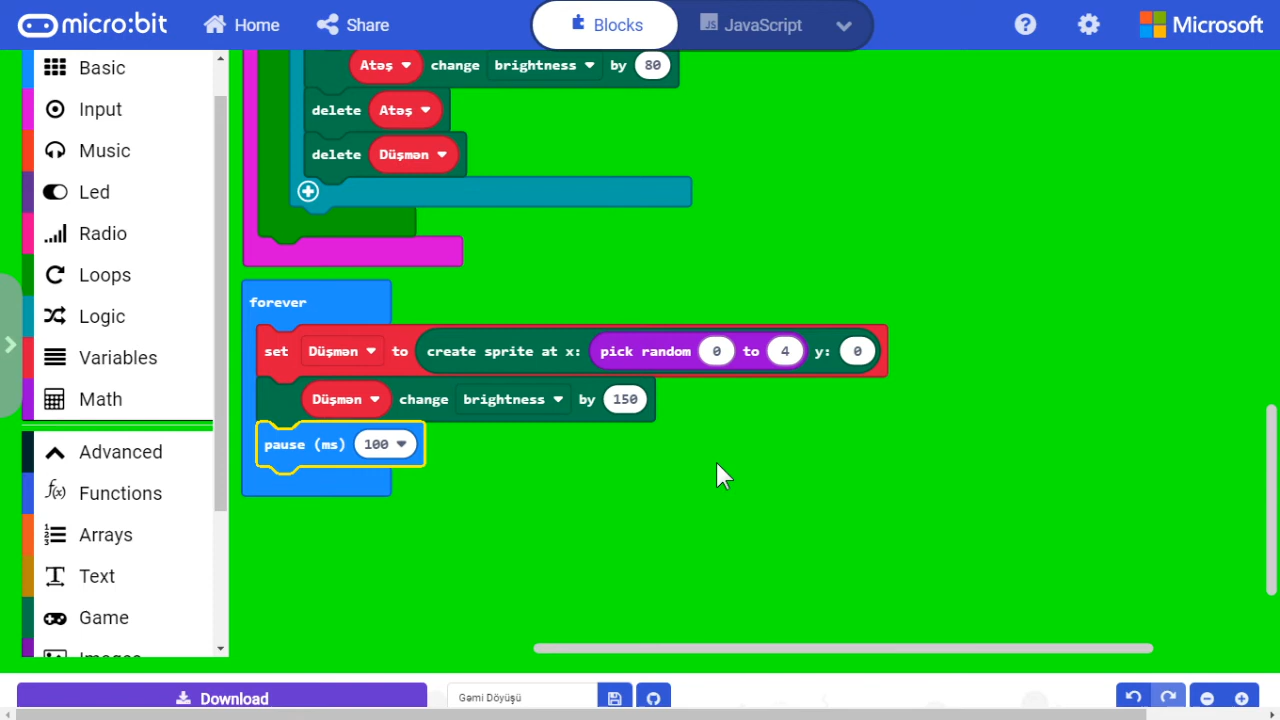 micro:bit Home Share Blocks JavaScript Microsoft
Basic
Input
Music
Led
Radio
Loops
Logic
Variables
Math
Advanced
Functions
Arrays
Text
Game
Images
Atəş change brightness by 80
delete Atəş
delete Düşmən
forever
set Düşmən to create sprite at x: pick random 0 to 4 y: 0
Düşmən change brightness by 150
pause (ms) 100
Download
Gəmi Döyüşü